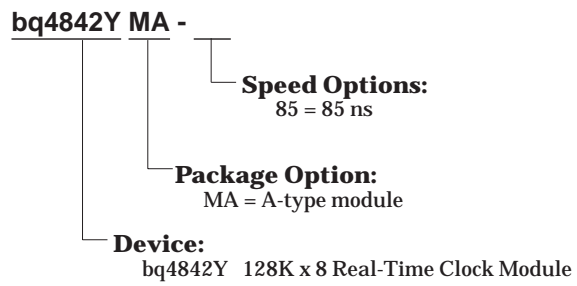 bq4842Y MA -
Speed Options:
85 = 85 ns
Package Option:
MA = A-type module
Device:
bq4842Y 128K x 8 Real-Time Clock Module